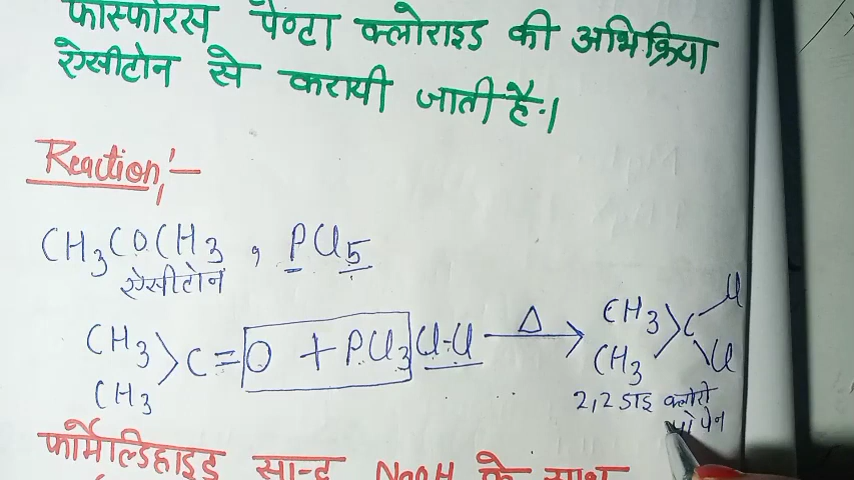 फास्फोरस पेण्टा क्लोराइड की अभिक्रिया
ऐसीटोन से करायी जाती है।
Reaction:-
CH3COCH3, PCl5
ऐसीटोन
CH3 CH3 > C = O + PCl3 Cl-Cl —Δ→ CH3 CH3 > C Cl Cl
2,2 डाइ क्लोरो
पेन
फॉर्मेल्डिहाइड सान्द्र NaOH के साथ